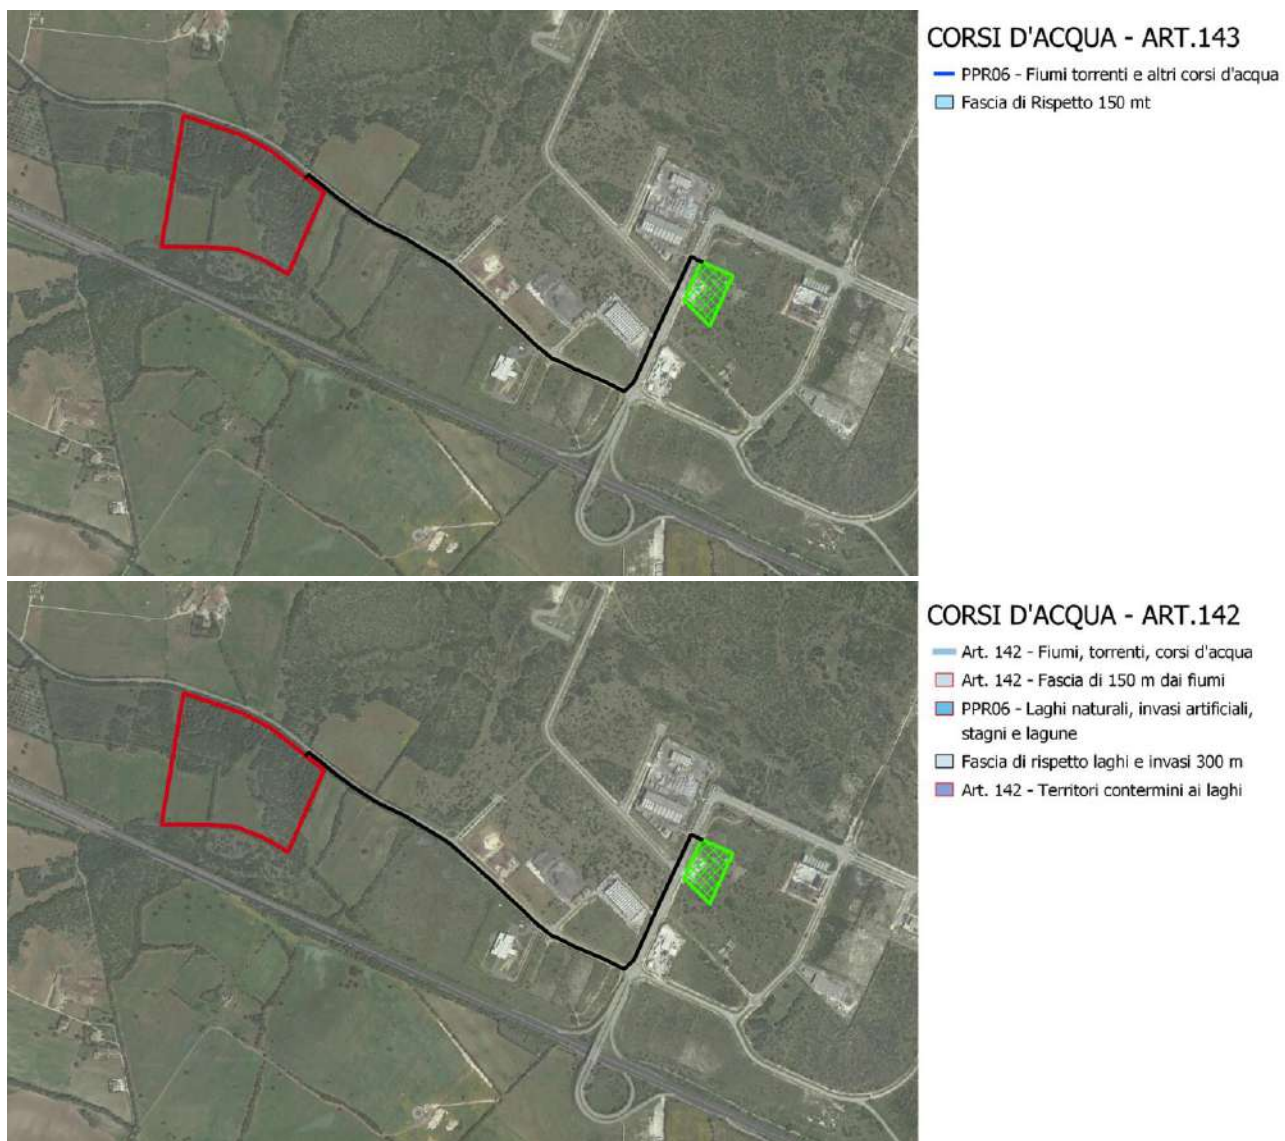 CORSI D'ACQUA - ART.143
PPR06 - Fiumi torrenti e altri corsi d'acqua
Fascia di Rispetto 150 mt
CORSI D'ACQUA - ART.142
Art. 142 - Fiumi, torrenti, corsi d'acqua
Art. 142 - Fascia di 150 m dai fiumi
PPR06 - Laghi naturali, invasi artificiali,
stagni e lagune
Fascia di rispetto laghi e invasi 300 m
Art. 142 - Territori contermini ai laghi